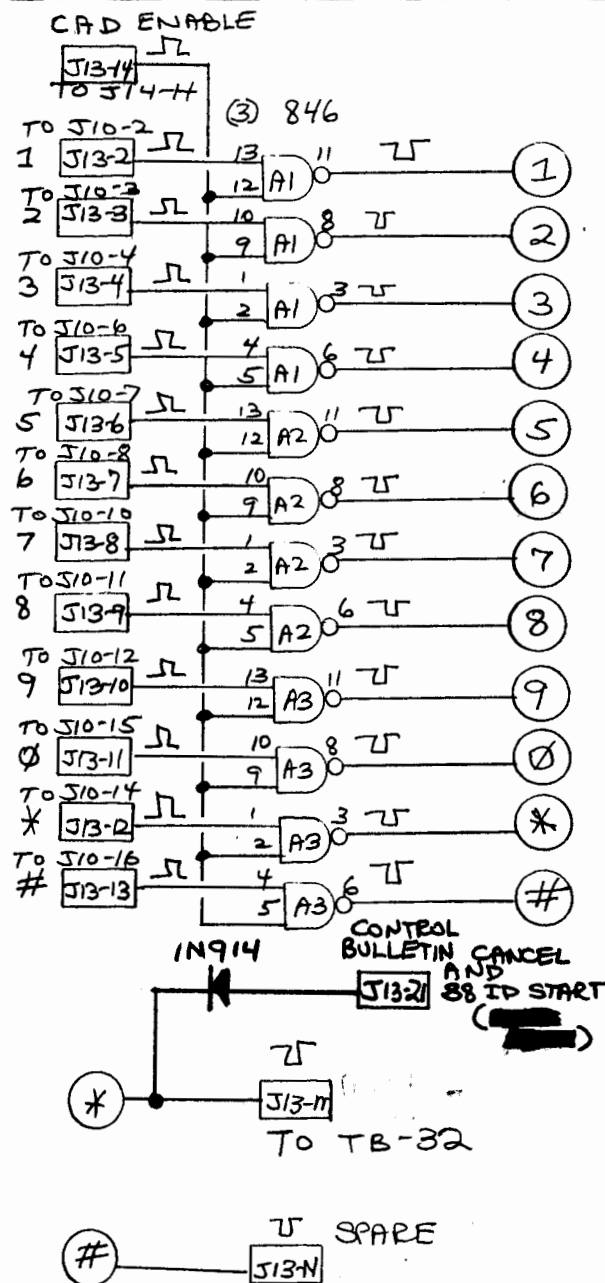 CAD ENABLE
J13-14
TO J14-H
(3) 846
TO J10-2
1 J13-2 13 12 A1 11 1
TO J10-3
2 J13-3 10 9 A1 8 2
TO J10-4
3 J13-4 1 2 A1 3 3
TO J10-6
4 J13-5 4 5 A1 6 4
TO J10-7
5 J13-6 13 12 A2 11 5
TO J10-8
6 J13-7 10 9 A2 8 6
TO J10-10
7 J13-8 1 2 A2 3 7
TO J10-11
8 J13-9 4 5 A2 6 8
TO J10-12
9 J13-10 13 12 A3 11 9
TO J10-15
Ø J13-11 10 9 A3 8 Ø
TO J10-14
* J13-12 1 2 A3 3 *
TO J10-16
# J13-13 4 5 A3 6 #
1N914
CONTROL
BULLETIN CANCEL
AND
J13-21 88 ID START
* J13-m
TO TB-32
SPARE
# J13-N